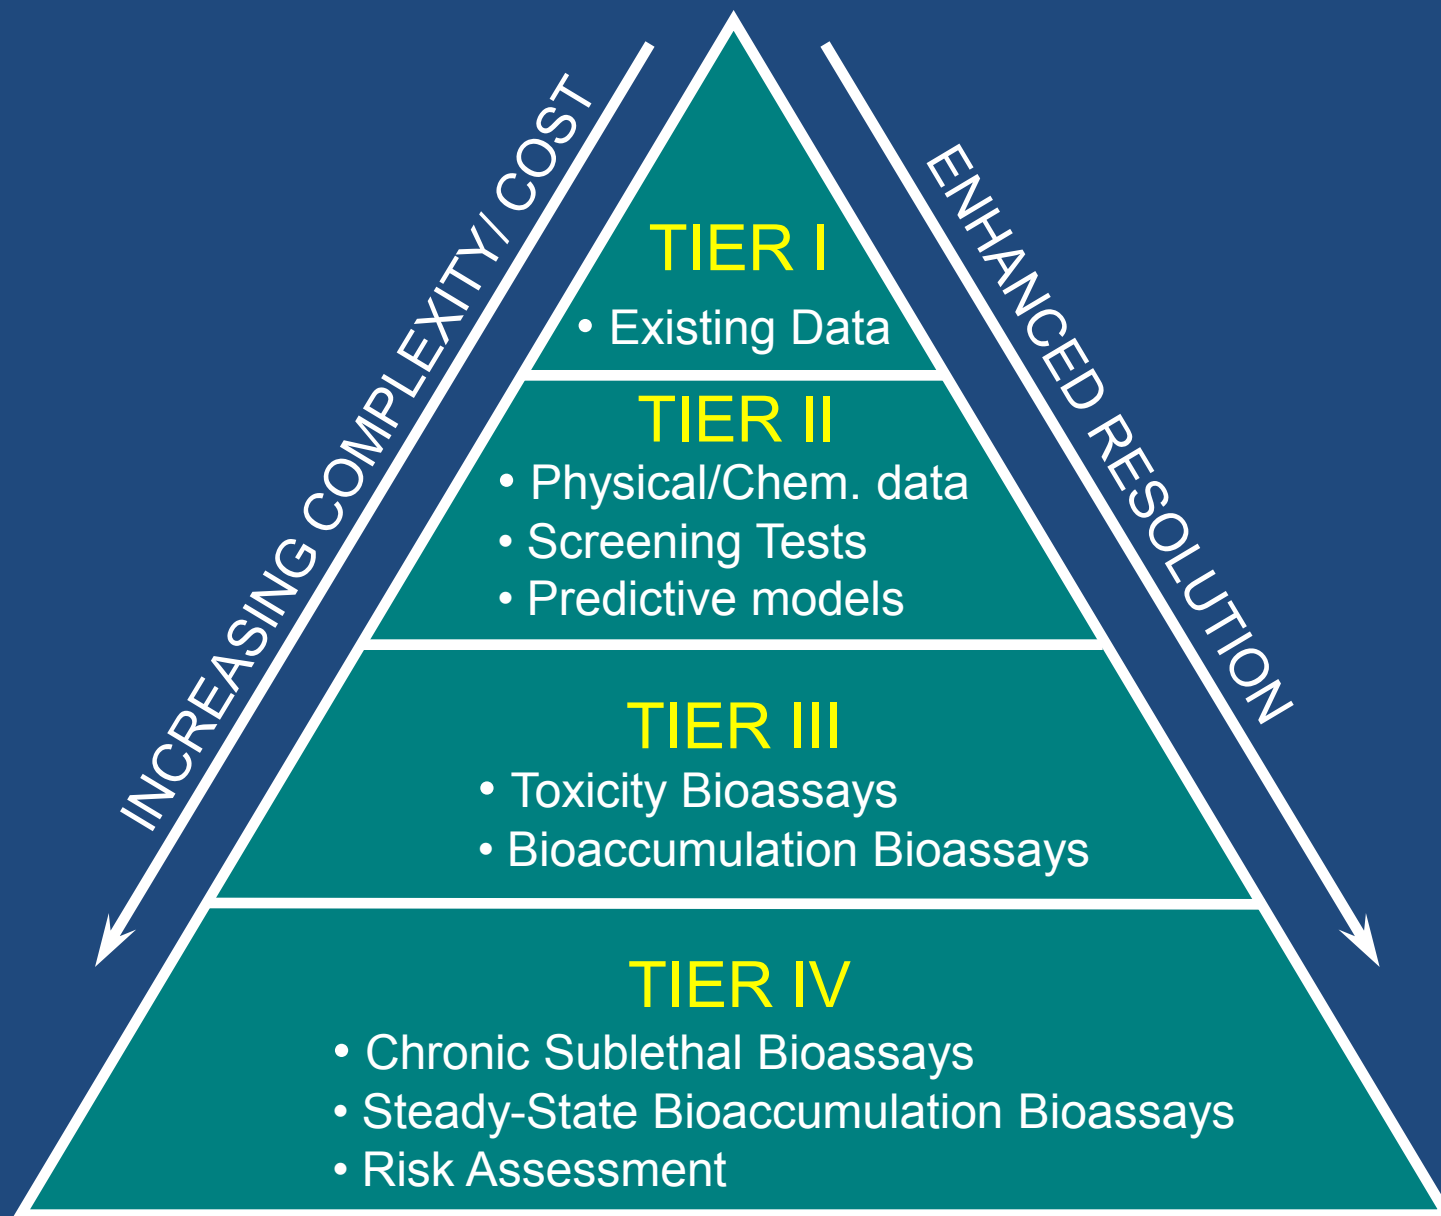 INCREASING COMPLEXITY/ COST
ENHANCED RESOLUTION
TIER I
• Existing Data
TIER II
• Physical/Chem. data
• Screening Tests
• Predictive models
TIER III
• Toxicity Bioassays
• Bioaccumulation Bioassays
TIER IV
• Chronic Sublethal Bioassays
• Steady-State Bioaccumulation Bioassays
• Risk Assessment